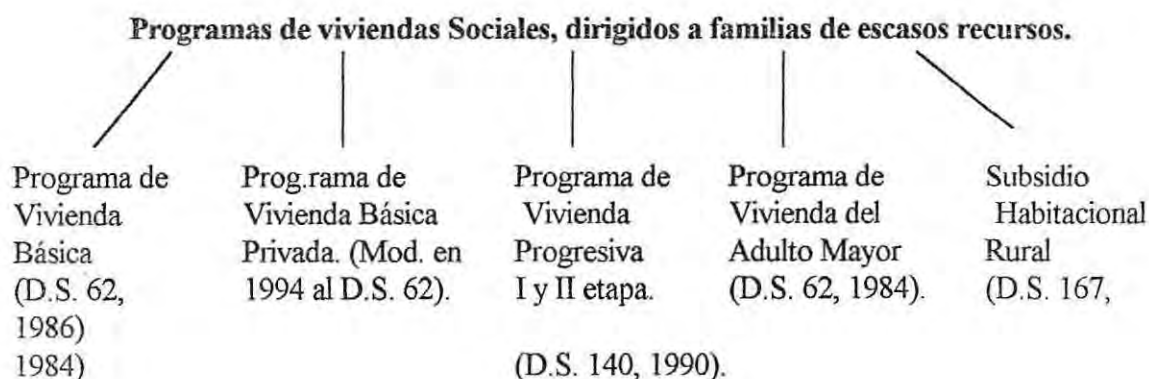 Programas de viviendas Sociales, dirigidos a familias de escasos recursos.
Programa de
Vivienda
Básica
(D.S. 62,
1986)
1984)
Prog.rama de
Vivienda Básica
Privada. (Mod. en
1994 al D.S. 62).
Programa de
Vivienda
Progresiva
I y II etapa.
(D.S. 140, 1990).
Programa de
Vivienda del
Adulto Mayor
(D.S. 62, 1984).
Subsidio
Habitacional
Rural
(D.S. 167,